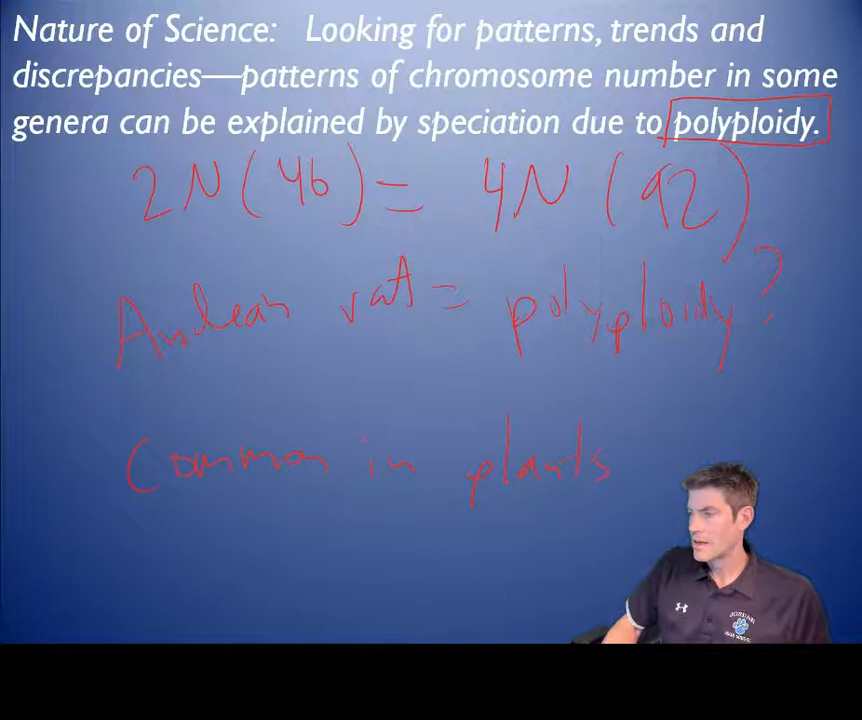 Nature of Science: Looking for patterns, trends and
discrepancies—patterns of chromosome number in some
genera can be explained by speciation due to polyploidy.
2N (46) = 4N (92)
Andean rat = polyploidy?
Common in plants
JORDAN